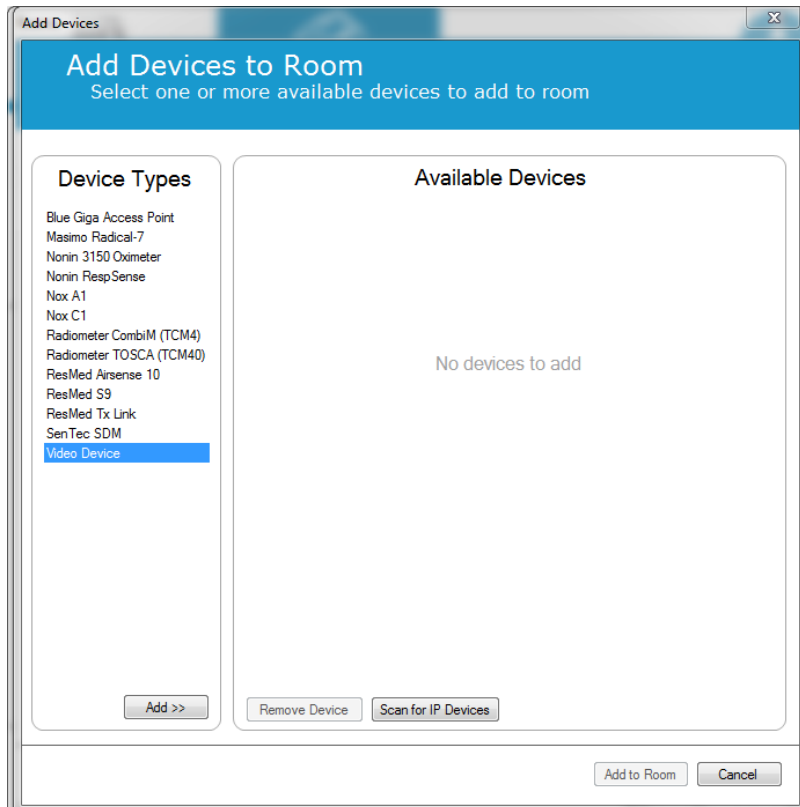 Add Devices
Add Devices to Room
Select one or more available devices to add to room
Device Types
Blue Giga Access Point
Masimo Radical-7
Nonin 3150 Oximeter
Nonin RespSense
Nox A1
Nox C1
Radiometer CombiM (TCM4)
Radiometer TOSCA (TCM40)
ResMed Airsense 10
ResMed S9
ResMed Tx Link
SenTec SDM
Video Device
Add >>
Available Devices
No devices to add
Remove Device
Scan for IP Devices
Add to Room
Cancel